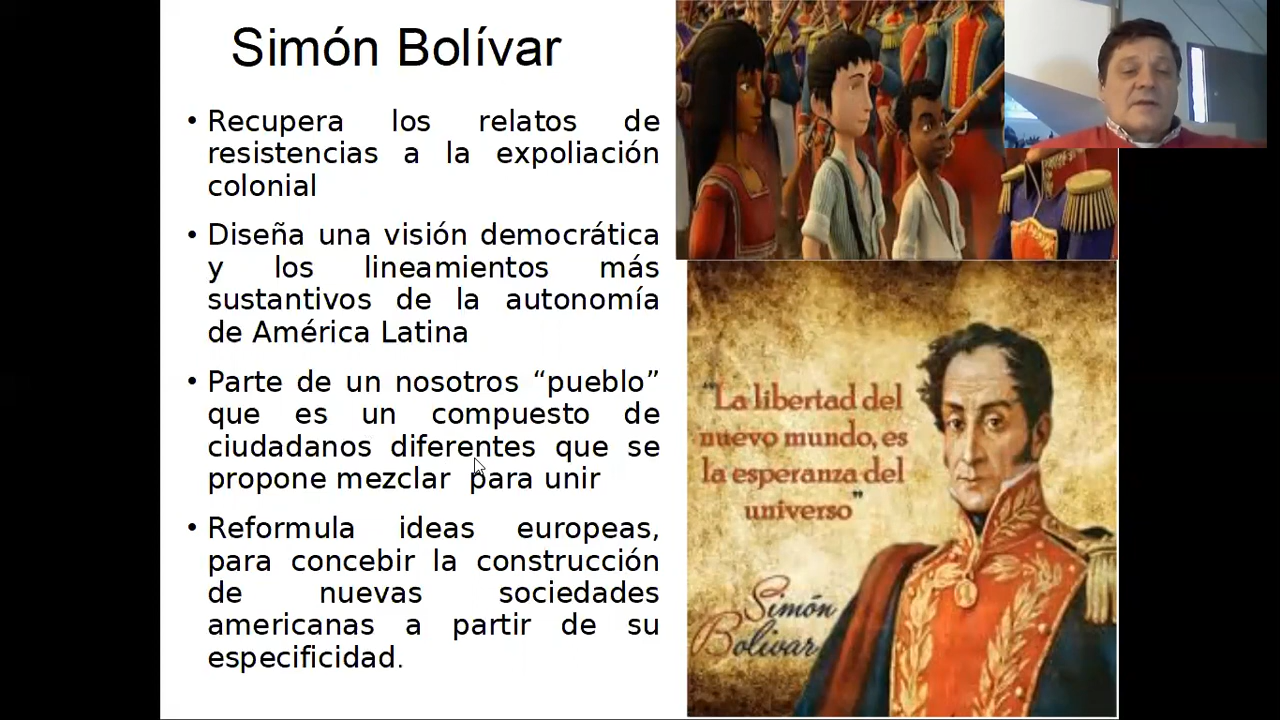 Simón Bolívar
• Recupera los relatos de
resistencias a la expoliación
colonial
• Diseña una visión democrática
y los lineamientos más
sustantivos de la autonomía
de América Latina
• Parte de un nosotros “pueblo”
que es un compuesto de
ciudadanos diferentes que se
propone mezclar para unir
• Reformula ideas europeas,
para concebir la construcción
de nuevas sociedades
americanas a partir de su
especificidad.
“La libertad del
nuevo mundo, es
la esperanza del
universo”
Simón
Bolivar